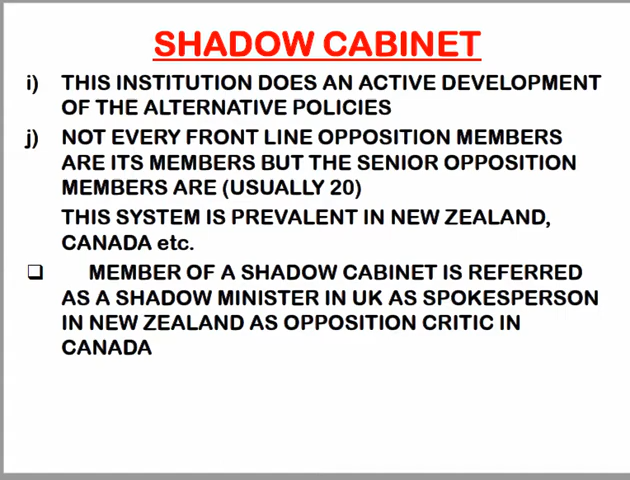 SHADOW CABINET
i) THIS INSTITUTION DOES AN ACTIVE DEVELOPMENT
OF THE ALTERNATIVE POLICIES
j) NOT EVERY FRONT LINE OPPOSITION MEMBERS
ARE ITS MEMBERS BUT THE SENIOR OPPOSITION
MEMBERS ARE (USUALLY 20)
THIS SYSTEM IS PREVALENT IN NEW ZEALAND,
CANADA etc.
❑ MEMBER OF A SHADOW CABINET IS REFERRED
AS A SHADOW MINISTER IN UK AS SPOKESPERSON
IN NEW ZEALAND AS OPPOSITION CRITIC IN
CANADA